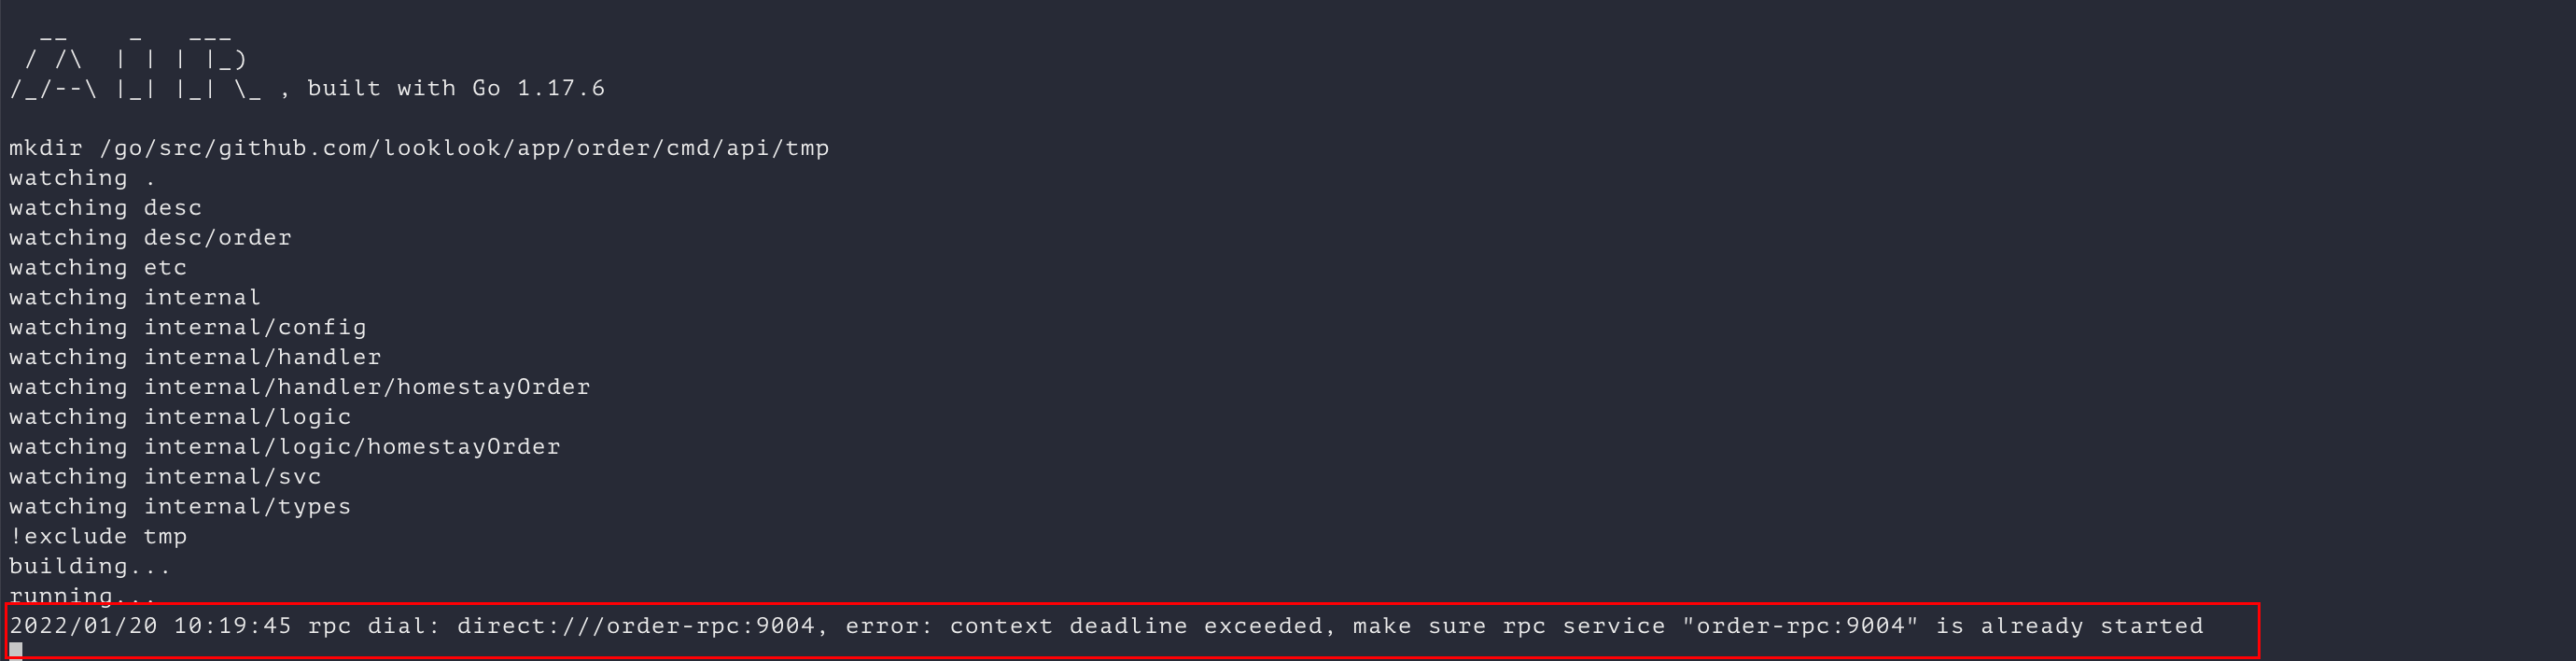 __    _   ___
 / /\  | | | |_)
/_/--\ |_| |_| \_ , built with Go 1.17.6
mkdir /go/src/github.com/looklook/app/order/cmd/api/tmp
watching .
watching desc
watching desc/order
watching etc
watching internal
watching internal/config
watching internal/handler
watching internal/handler/homestayOrder
watching internal/logic
watching internal/logic/homestayOrder
watching internal/svc
watching internal/types
!exclude tmp
building...
running...
2022/01/20 10:19:45 rpc dial: direct:///order-rpc:9004, error: context deadline exceeded, make sure rpc service "order-rpc:9004" is already started